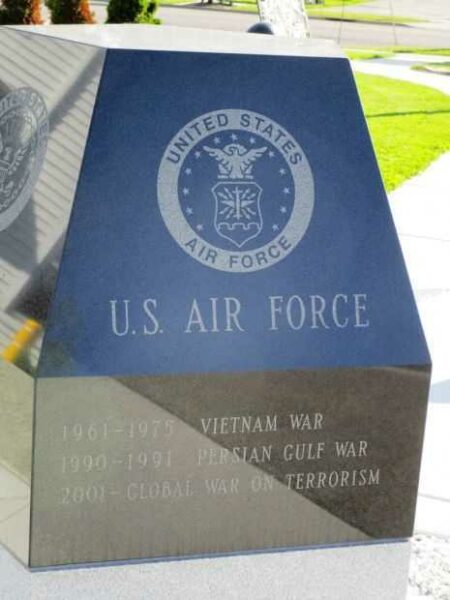 UNITED STATES
AIR FORCE
U.S. AIR FORCE
1961-1975 VIETNAM WAR
1990-1991 PERSIAN GULF WAR
2001- GLOBAL WAR ON TERRORISM